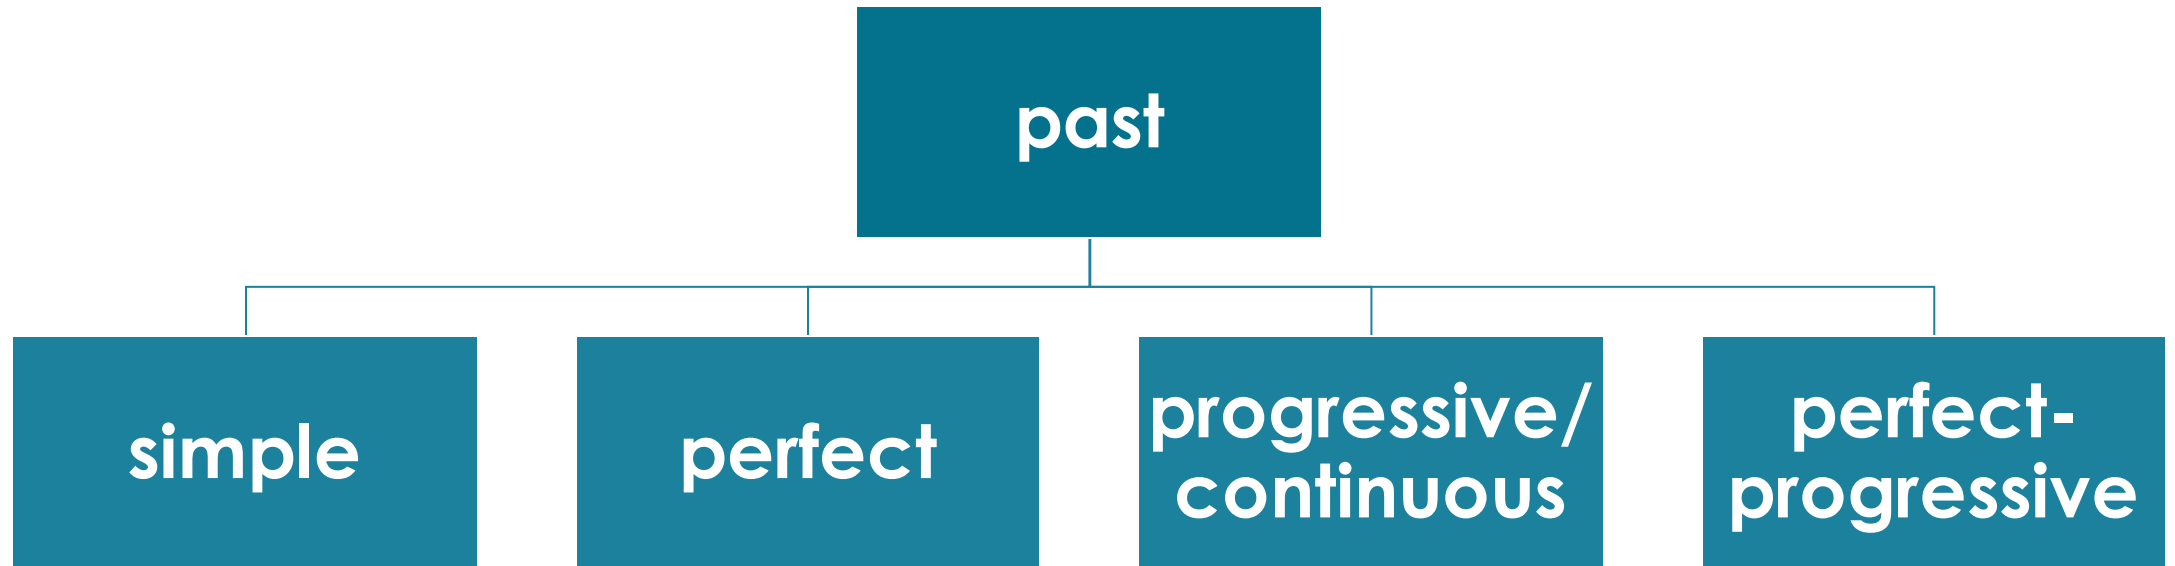 past
simple
perfect
progressive/
continuous
perfect-
progressive